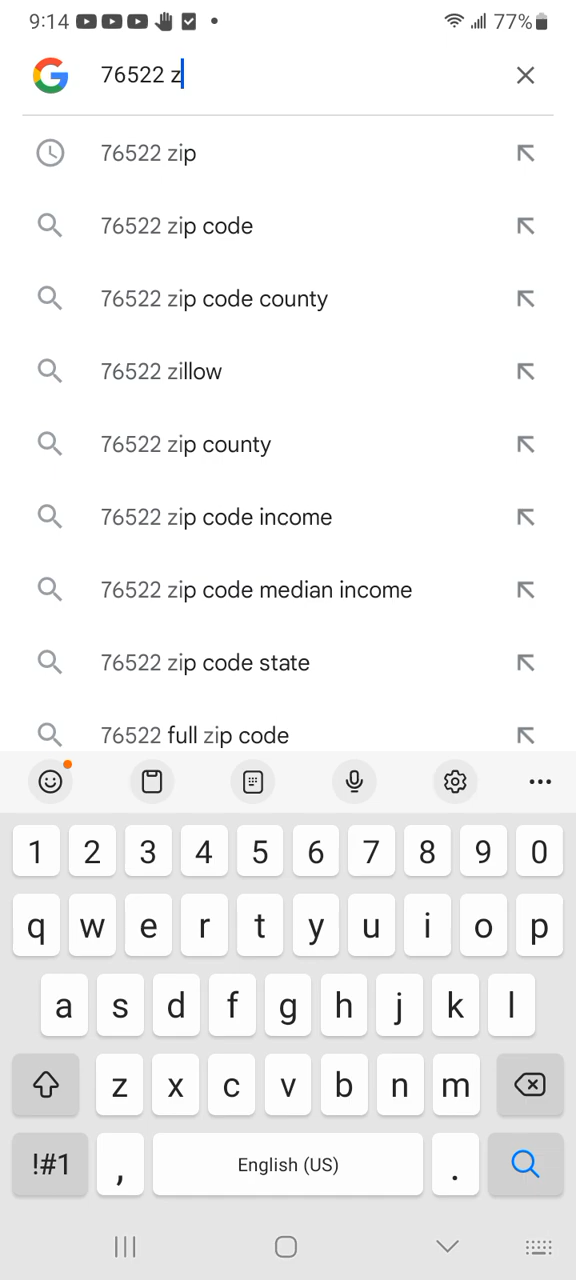 9:14
77%
76522 z
76522 zip
76522 zip code
76522 zip code county
76522 zillow
76522 zip county
76522 zip code income
76522 zip code median income
76522 zip code state
76522 full zip code
1 2 3 4 5 6 7 8 9 0
q w e r t y u i o p
a s d f g h j k l
z x c v b n m
!#1 , English (US) .